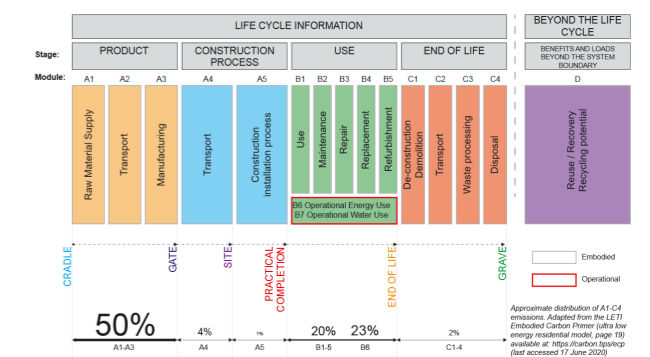 LIFE CYCLE INFORMATION
BEYOND THE LIFE
CYCLE
Stage:
PRODUCT
CONSTRUCTION
PROCESS
USE
END OF LIFE
BENEFITS AND LOADS
BEYOND THE SYSTEM
BOUNDARY
Module:
A1
A2
A3
A4
A5
B1
B2
B3
B4
B5
C1
C2
C3
C4
D
Raw Material Supply
Transport
Manufacturing
Transport
Construction
installation process
Use
Maintenance
Repair
Replacement
Refurbishment
De-construction
Demolition
Transport
Waste processing
Disposal
Reuse / Recovery
Recycling potential
B6 Operational Energy Use
B7 Operational Water Use
CRADLE
GATE
SITE
PRACTICAL
COMPLETION
END OF LIFE
GRAVE
Embodied
Operational
50%
4%
1%
20%
23%
2%
A1-A3
A4
A5
B1-5
B6
C1-4
Approximate distribution of A1-C4
emissions. Adapted from the LETI
Embodied Carbon Primer (ultra low
energy residential model, page 19)
available at: https://carbon.tips/ecp
(last accessed 17 June 2020)